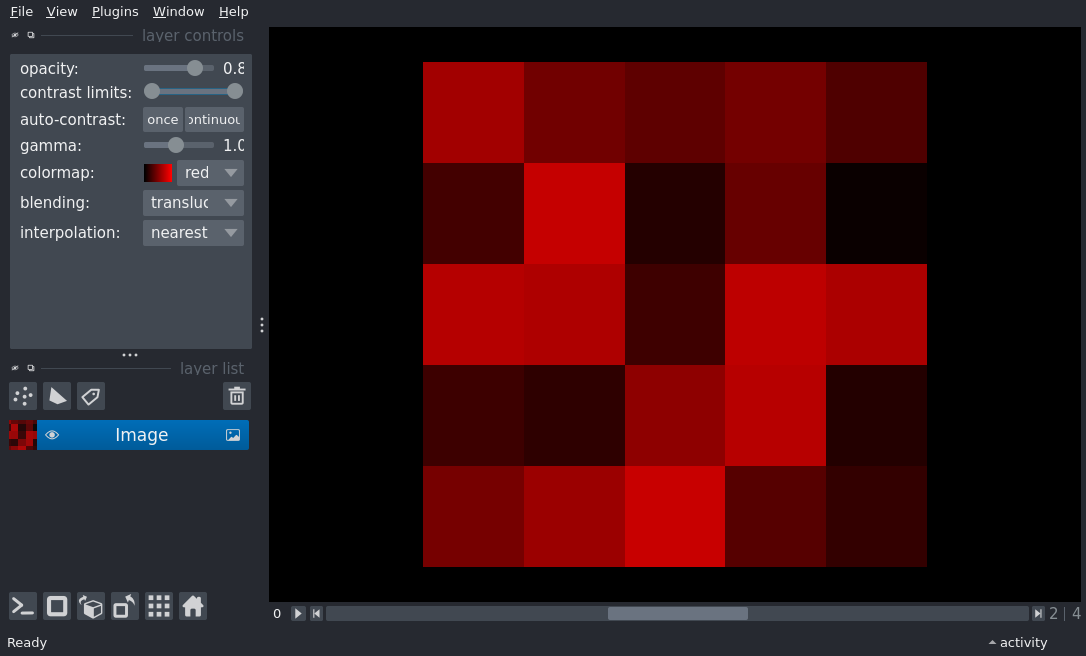 File View Plugins Window Help
layer controls
opacity: 0.8
contrast limits:
auto-contrast: once ontinuou
gamma: 1.0
colormap: red
blending: transluc
interpolation: nearest
layer list
Image
0 2 | 4
Ready activity